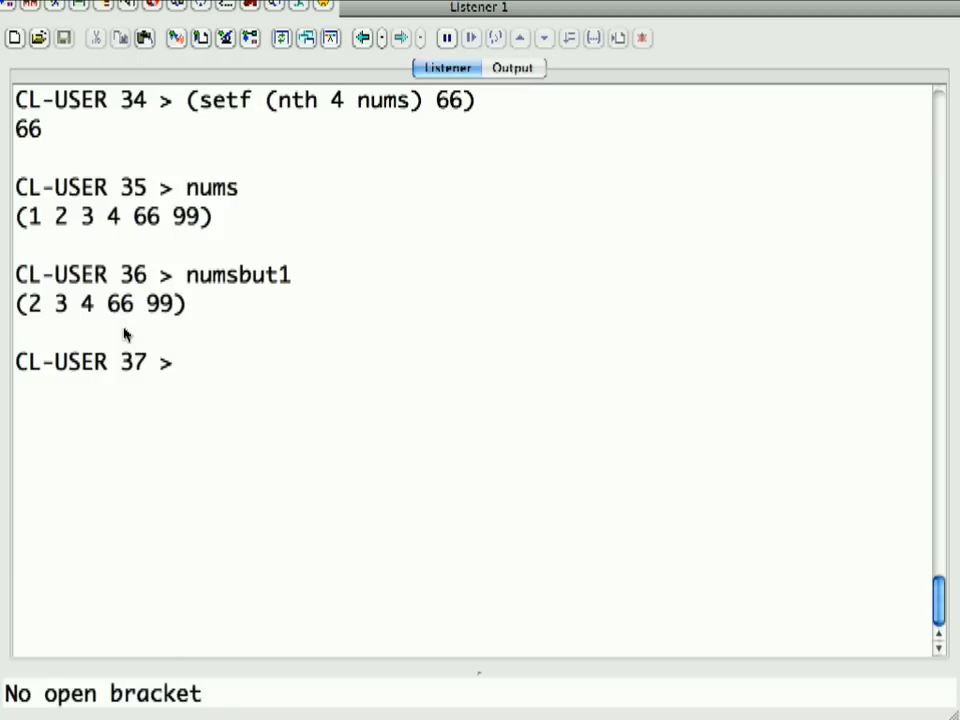 Listener 1
Listener Output
CL-USER 34 > (setf (nth 4 nums) 66)
66
CL-USER 35 > nums
(1 2 3 4 66 99)
CL-USER 36 > numsbut1
(2 3 4 66 99)
CL-USER 37 >
No open bracket